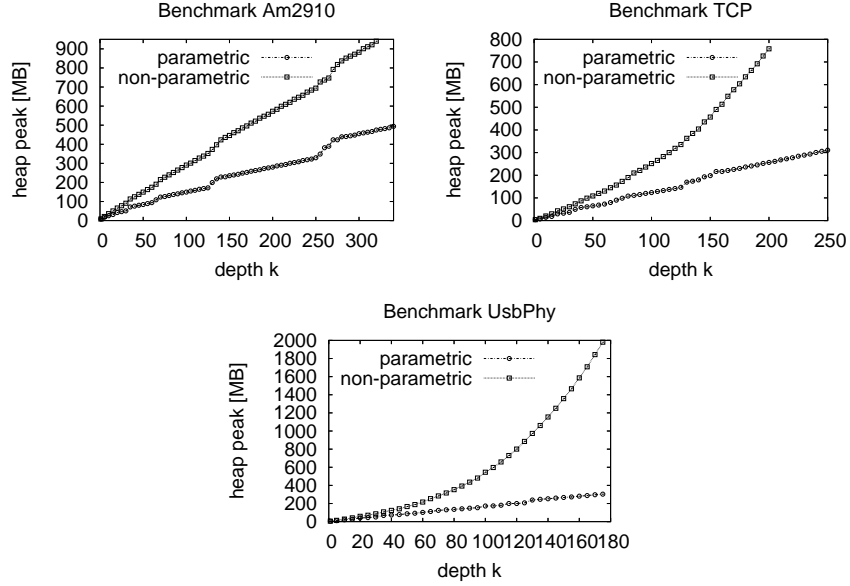 Benchmark Am2910
heap peak [MB]
900
800
700
600
500
400
300
200
100
0
parametric
non-parametric
0 50 100 150 200 250 300
depth k
Benchmark TCP
heap peak [MB]
800
700
600
500
400
300
200
100
0
parametric
non-parametric
0 50 100 150 200 250
depth k
Benchmark UsbPhy
heap peak [MB]
2000
1800
1600
1400
1200
1000
800
600
400
200
0
parametric
non-parametric
0 20 40 60 80 100 120 140 160 180
depth k